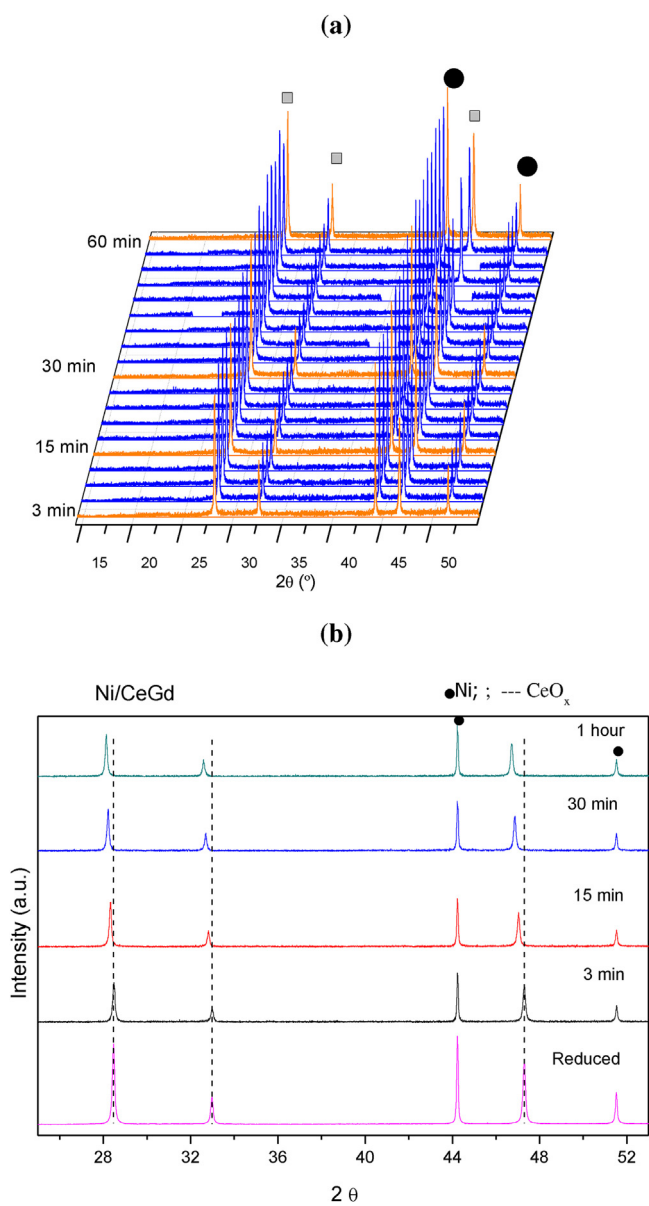 (a)
60 min
30 min
15 min
3 min
15 20 25 30 35 40 45 50
2θ (º)
(b)
Ni/CeGd
●Ni; ; --- CeOₓ
1 hour
30 min
15 min
3 min
Reduced
Intensity (a.u.)
28 32 36 40 44 48 52
2 θ